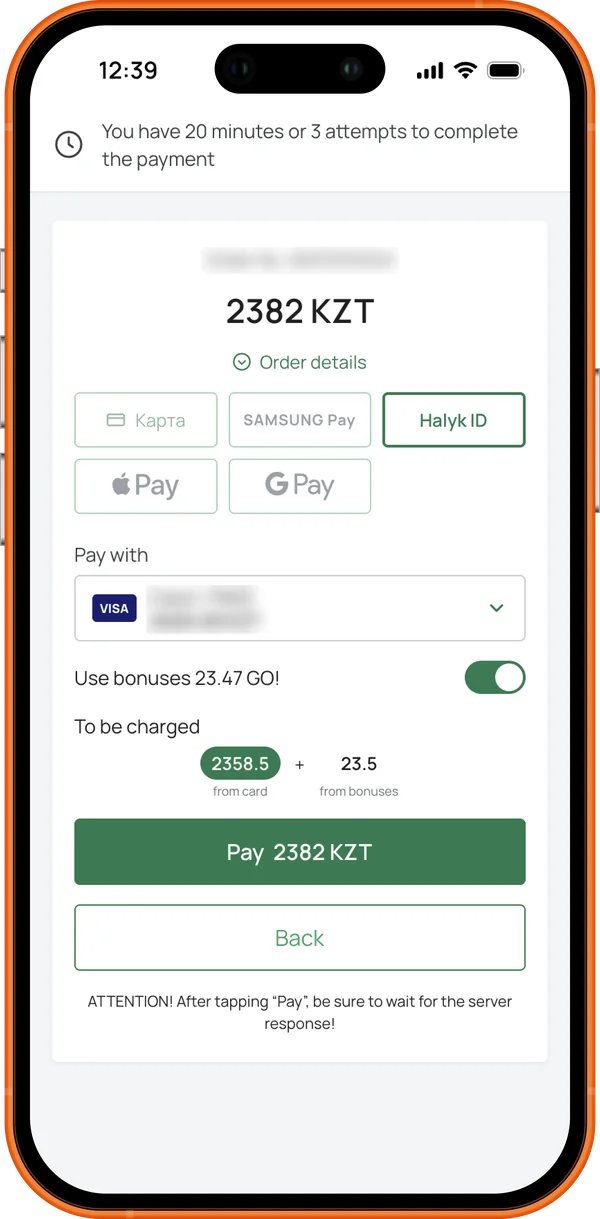 12:39
You have 20 minutes or 3 attempts to complete
the payment
2382 KZT
Order details
Карта
SAMSUNG Pay
Halyk ID
Pay
G Pay
Pay with
VISA
Use bonuses 23.47 GO!
To be charged
2358.5 + 23.5
from card from bonuses
Pay 2382 KZT
Back
ATTENTION! After tapping “Pay”, be sure to wait for the server
response!